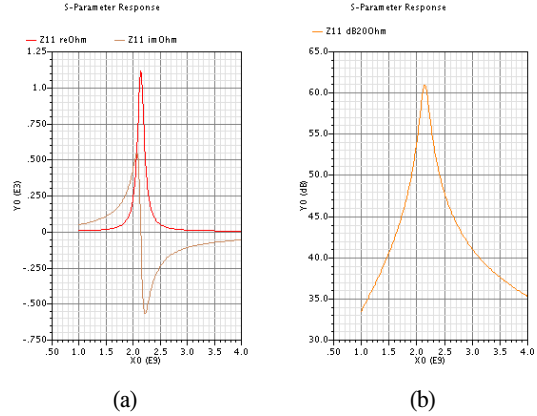 S-Parameter Response
Z11 reOhm Z11 imOhm
1.25
1.0
.750
.500
.250
0
-.250
-.500
-.750
Y0 (E3)
.50 1.0 1.5 2.0 2.5 3.0 3.5 4.0
X0 (E9)
(a)
S-Parameter Response
Z11 dB20Ohm
65.0
60.0
55.0
50.0
45.0
40.0
35.0
30.0
Y0 (dB)
.50 1.0 1.5 2.0 2.5 3.0 3.5 4.0
X0 (E9)
(b)